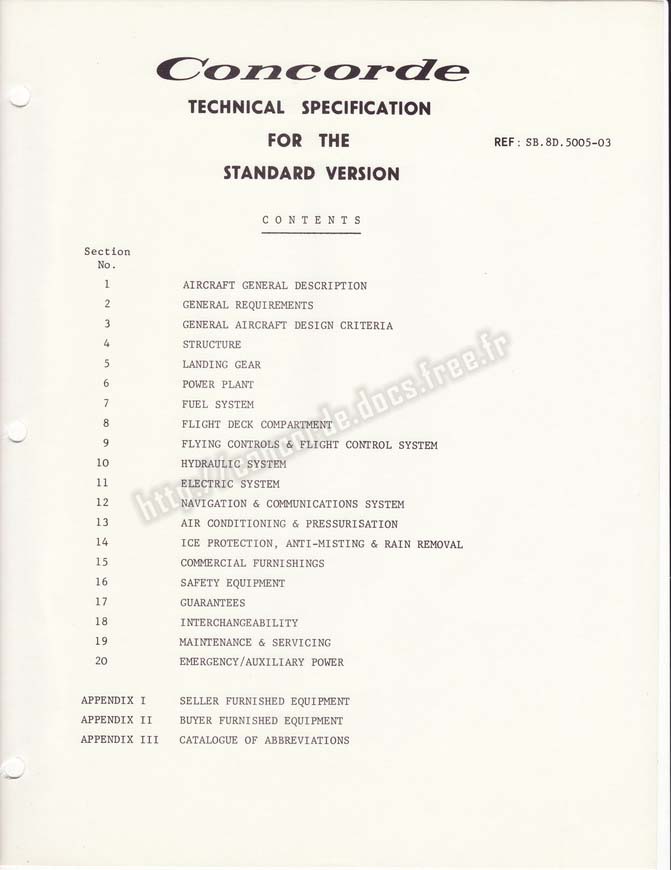 Concorde
TECHNICAL SPECIFICATION
FOR THE
STANDARD VERSION
REF: SB.8D.5005-03
CONTENTS
Section
No.
1 AIRCRAFT GENERAL DESCRIPTION
2 GENERAL REQUIREMENTS
3 GENERAL AIRCRAFT DESIGN CRITERIA
4 STRUCTURE
5 LANDING GEAR
6 POWER PLANT
7 FUEL SYSTEM
8 FLIGHT DECK COMPARTMENT
9 FLYING CONTROLS & FLIGHT CONTROL SYSTEM
10 HYDRAULIC SYSTEM
11 ELECTRIC SYSTEM
12 NAVIGATION & COMMUNICATIONS SYSTEM
13 AIR CONDITIONING & PRESSURISATION
14 ICE PROTECTION, ANTI-MISTING & RAIN REMOVAL
15 COMMERCIAL FURNISHINGS
16 SAFETY EQUIPMENT
17 GUARANTEES
18 INTERCHANGEABILITY
19 MAINTENANCE & SERVICING
20 EMERGENCY/AUXILIARY POWER
APPENDIX I SELLER FURNISHED EQUIPMENT
APPENDIX II BUYER FURNISHED EQUIPMENT
APPENDIX III CATALOGUE OF ABBREVIATIONS
http://concorde.docs.free.fr